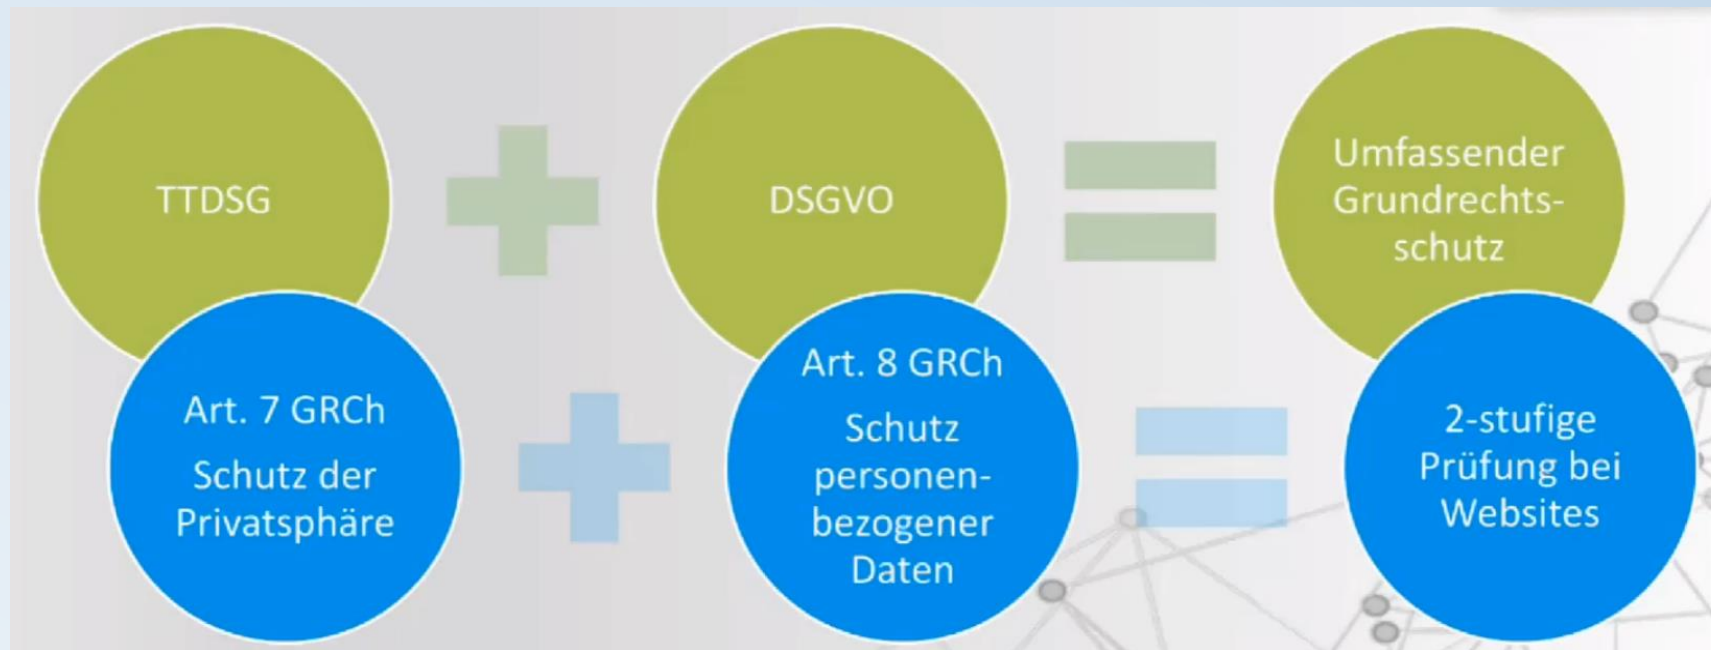 TTDSG
DSGVO
Umfassender
Grundrechts-
schutz
Art. 7 GRCh
Schutz der
Privatsphäre
Art. 8 GRCh
Schutz
personen-
bezogener
Daten
2-stufige
Prüfung bei
Websites